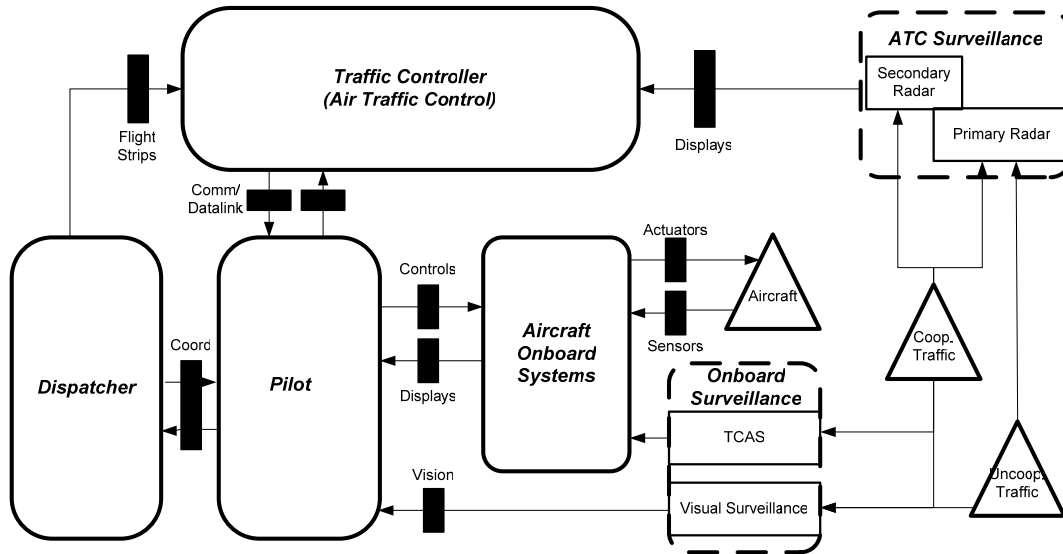 ATC Surveillance
Traffic Controller
(Air Traffic Control)
Secondary
Radar
Primary Radar
Flight
Strips
Displays
Comm/
Datalink
Actuators
Controls
Aircraft
Sensors
Coop.
Traffic
Aircraft
Onboard
Systems
Coord
Dispatcher
Pilot
Displays
Onboard
Surveillance
TCAS
Vision
Visual Surveillance
Uncoop.
Traffic